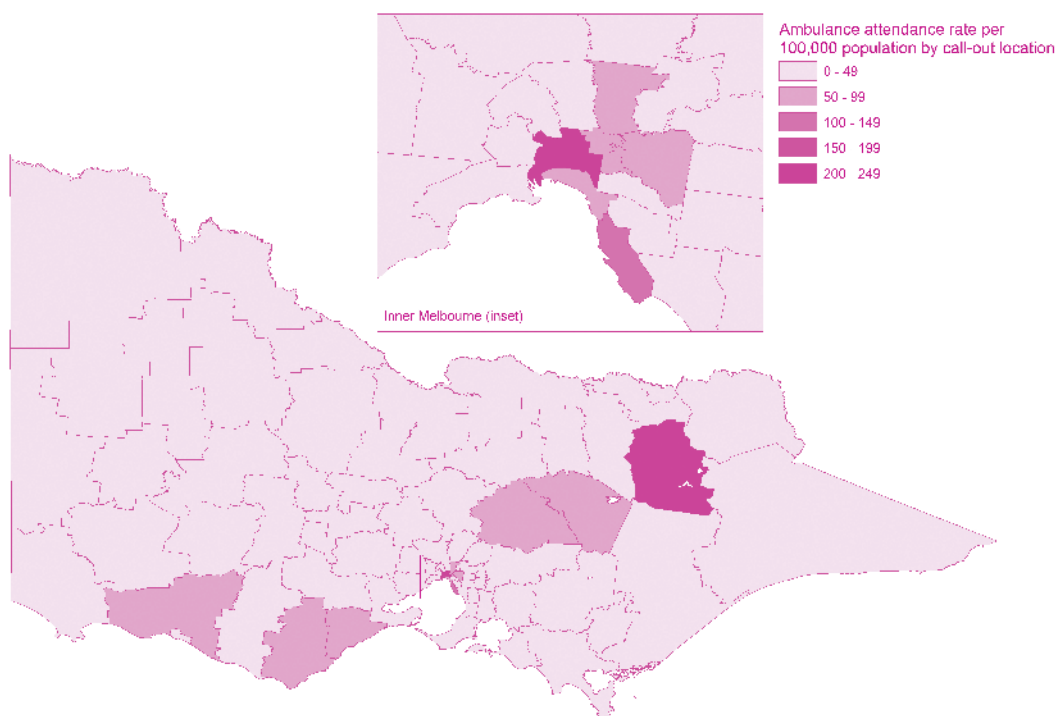 Ambulance attendance rate per
100,000 population by call-out location
0 - 49
50 - 99
100 - 149
150 199
200 249
Inner Melbourne (inset)